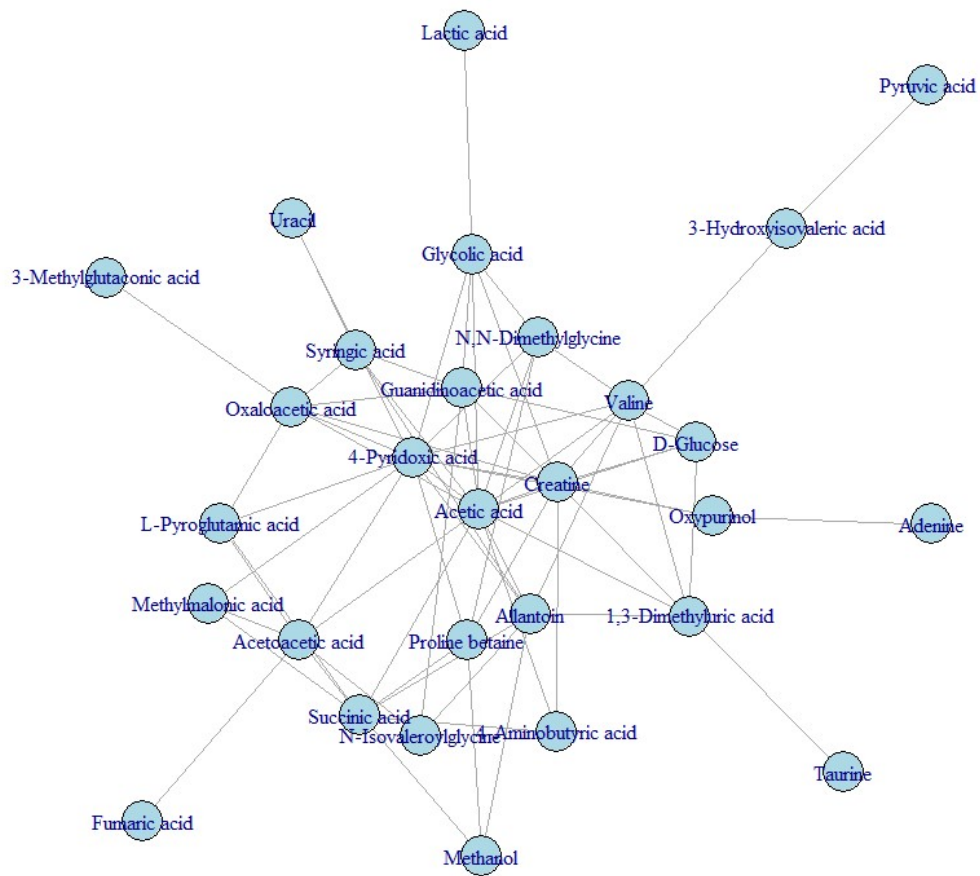 Lactic acid
Pyruvic acid
Uracil
3-Hydroxyisovaleric acid
Glycolic acid
3-Methylglutaconic acid
N,N-Dimethylglycine
Syringic acid
Guanidinoacetic acid
Valine
Oxaloacetic acid
D-Glucose
4-Pyridoxic acid
Creatine
Acetic acid
Oxypurinol
L-Pyroglutamic acid
Adenine
Methylmalonic acid
Allantoin
1,3-Dimethyluric acid
Acetoacetic acid
Proline betaine
Succinic acid
N-Isovaleroylglycine
4-Aminobutyric acid
Taurine
Fumaric acid
Methanol